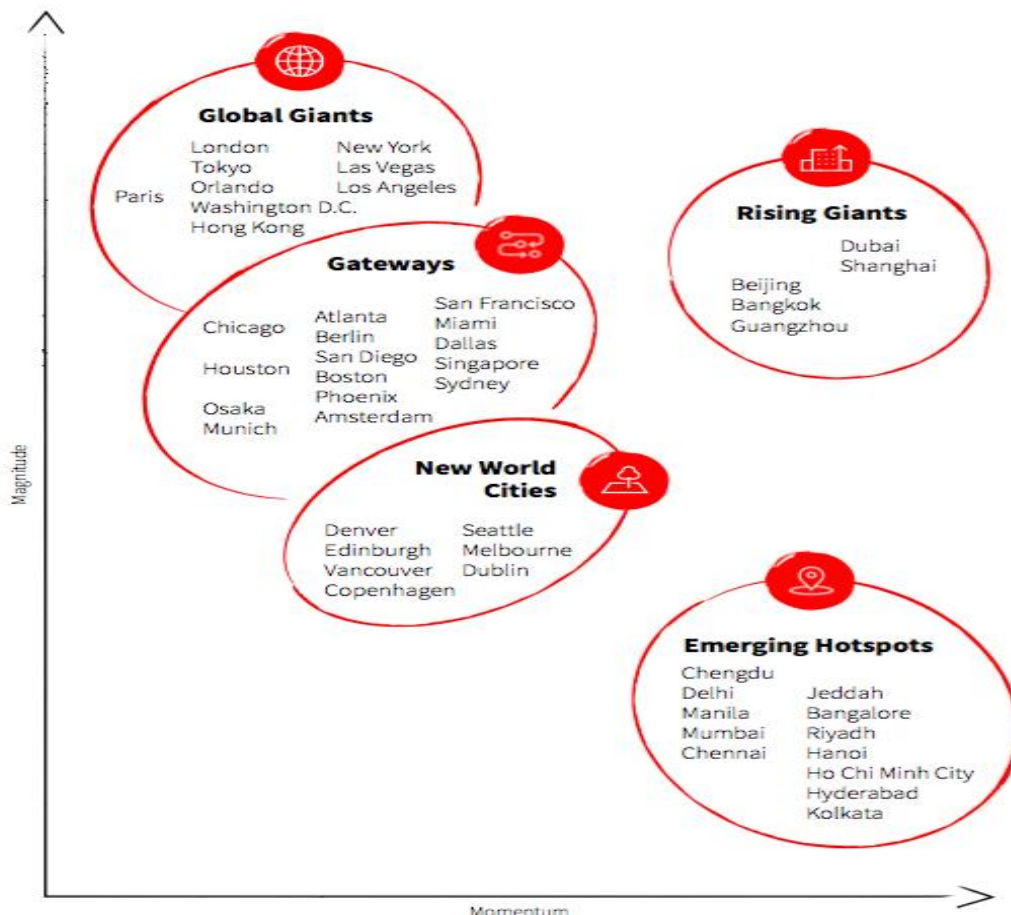 Global Giants
Paris
London
Tokyo
Orlando
Washington D.C.
Hong Kong
New York
Las Vegas
Los Angeles
Rising Giants
Dubai
Shanghai
Beijing
Bangkok
Guangzhou
Gateways
Chicago
Houston
Osaka
Munich
Atlanta
Berlin
San Diego
Boston
Phoenix
Amsterdam
San Francisco
Miami
Dallas
Singapore
Sydney
New World
Cities
Denver
Edinburgh
Vancouver
Copenhagen
Seattle
Melbourne
Dublin
Emerging Hotspots
Chengdu
Delhi
Manila
Mumbai
Chennai
Jeddah
Bangalore
Riyadh
Hanoi
Ho Chi Minh City
Hyderabad
Kolkata
Magnitude
Momentum